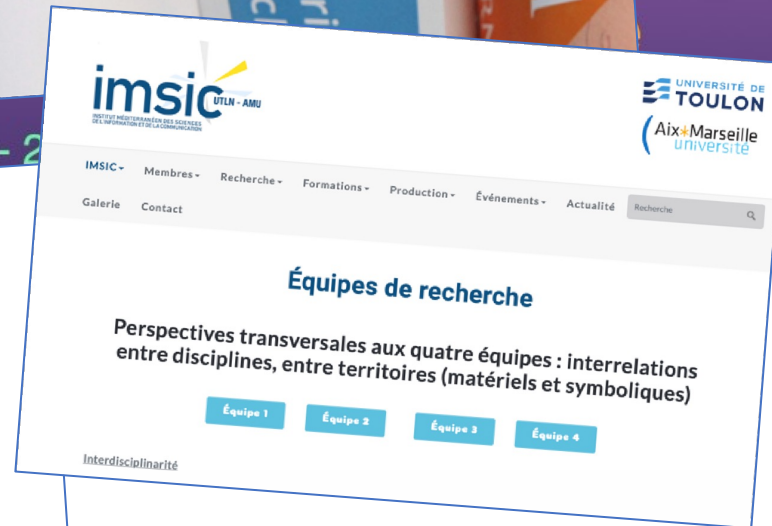 imsic
UTLN - AMU
INSTITUT MÉDITERRANÉEN DES SCIENCES
DE L'INFORMATION ET DE LA COMMUNICATION
UNIVERSITÉ DE
TOULON
Aix*Marseille
université
IMSIC Membres Recherche Formations Production Événements Actualité Recherche
Galerie Contact
Équipes de recherche
Perspectives transversales aux quatre équipes : interrelations
entre disciplines, entre territoires (matériels et symboliques)
Équipe 1 Équipe 2 Équipe 3 Équipe 4
Interdisciplinarité